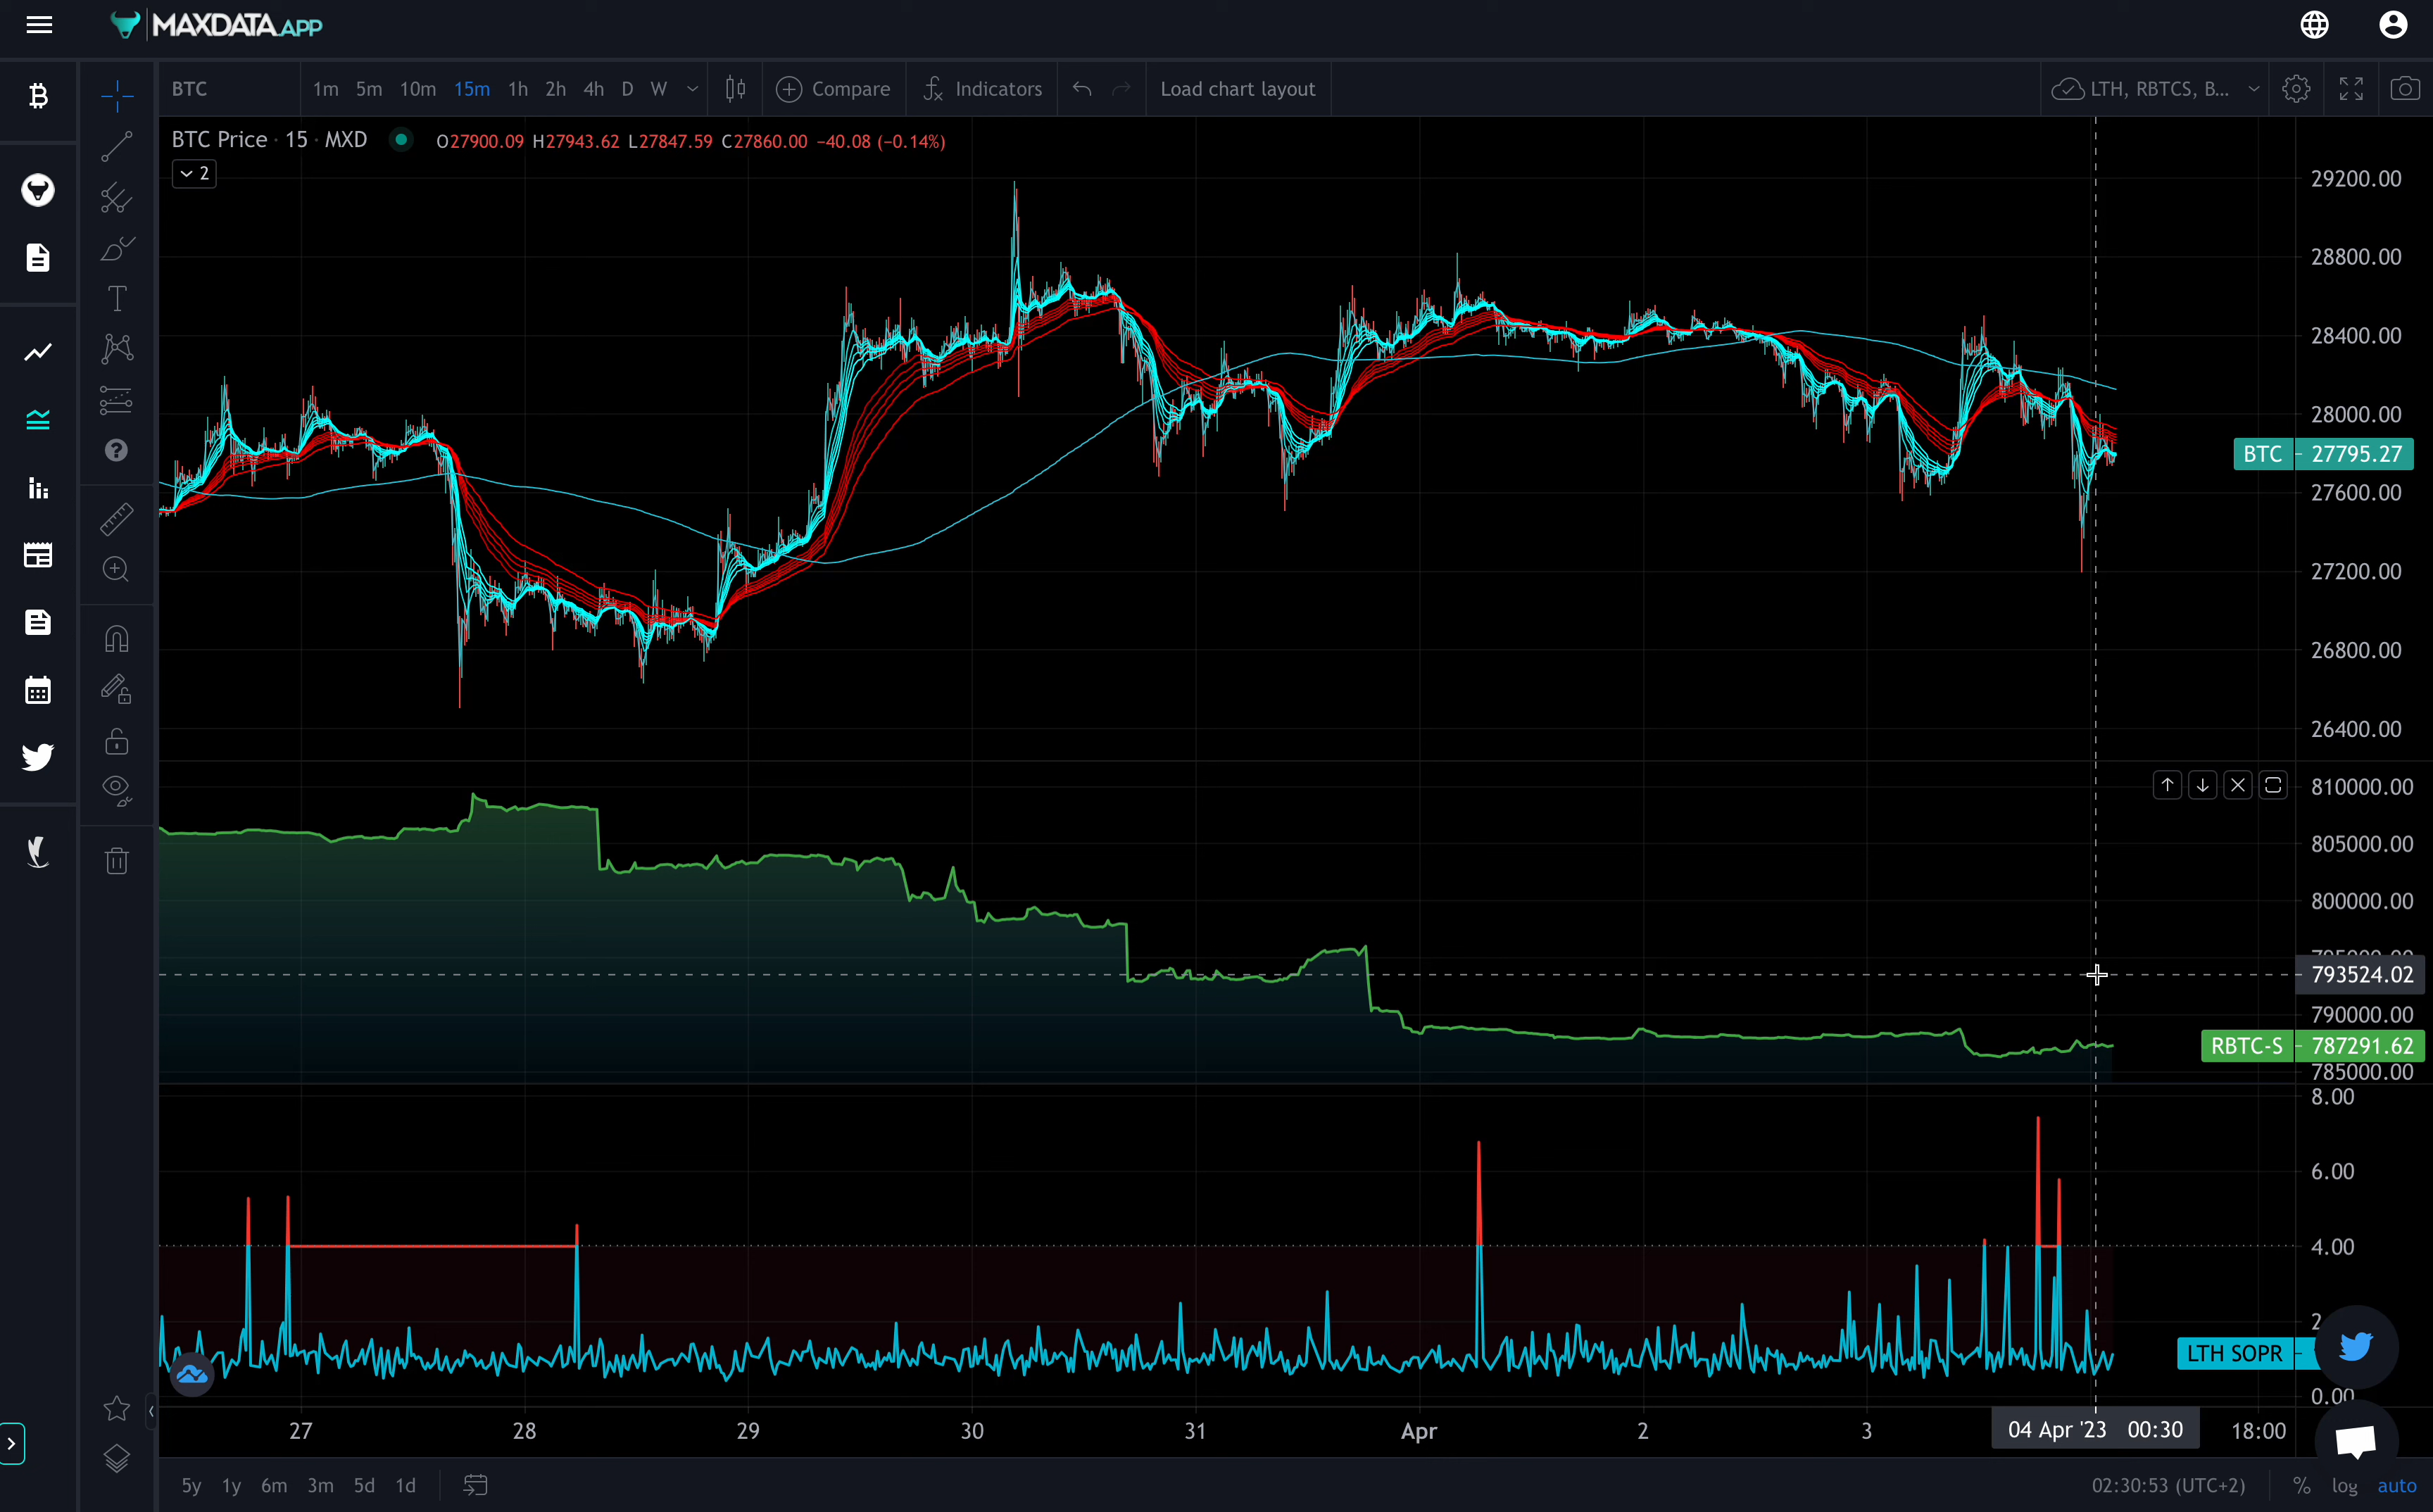 MAXDATA.APP
BTC 1m 5m 10m 15m 1h 2h 4h D W Compare Indicators Load chart layout LTH, RBTCS, B...
BTC Price · 15 · MXD O27900.09 H27943.62 L27847.59 C27860.00 −40.08 (−0.14%)
2
29200.00
28800.00
28400.00
28000.00
BTC 27795.27
27600.00
27200.00
26800.00
26400.00
810000.00
805000.00
800000.00
793524.02
790000.00
RBTC-S 787291.62
785000.00
8.00
6.00
4.00
2
LTH SOPR
0.00
27 28 29 30 31 Apr 2 3 04 Apr '23 00:30 18:00
5y 1y 6m 3m 5d 1d 02:30:53 (UTC+2) % log auto